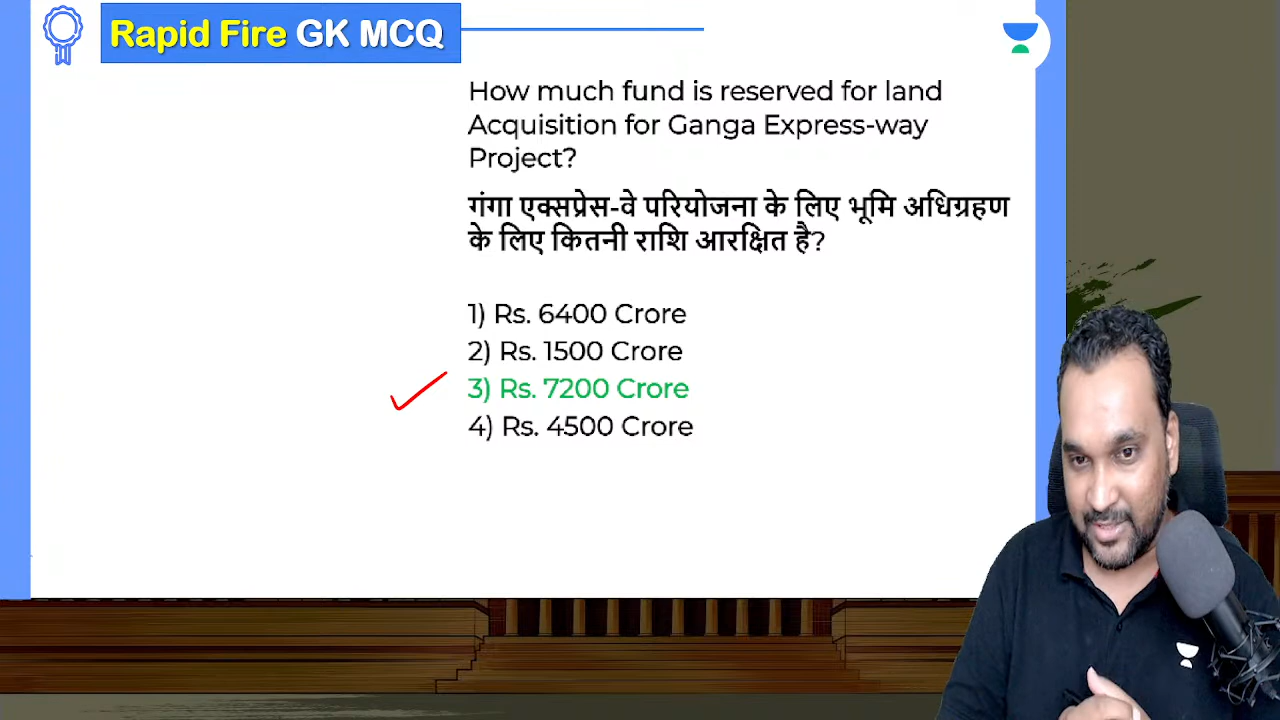 Rapid Fire GK MCQ
How much fund is reserved for land
Acquisition for Ganga Express-way
Project?
गंगा एक्सप्रेस-वे परियोजना के लिए भूमि अधिग्रहण
के लिए कितनी राशि आरक्षित है?
1) Rs. 6400 Crore
2) Rs. 1500 Crore
3) Rs. 7200 Crore
4) Rs. 4500 Crore